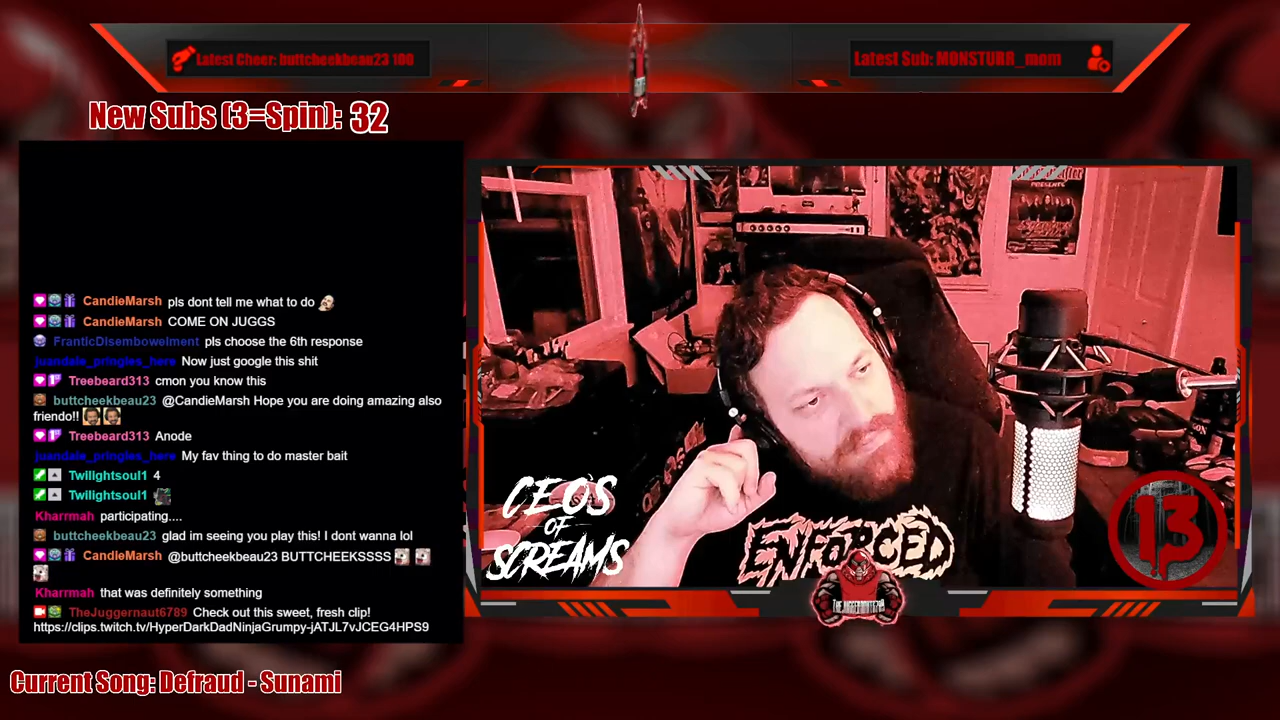 Latest Cheer: buttcheekbeau23 100
Latest Sub: MONSTURR_mom
New Subs (3=Spin): 32
CandieMarsh pls dont tell me what to do
CandieMarsh COME ON JUGGS
FranticDisembowelment pls choose the 6th response
juandale_pringles_here Now just google this shit
Treebeard313 cmon you know this
buttcheekbeau23 @CandieMarsh Hope you are doing amazing also
friendo!!
Treebeard313 Anode
juandale_pringles_here My fav thing to do master bait
Twilightsoul1 4
Twilightsoul1
Kharrmah participating....
buttcheekbeau23 glad im seeing you play this! I dont wanna lol
CandieMarsh @buttcheekbeau23 BUTTCHEEKSSSS
Kharrmah that was definitely something
TheJuggernaut6789 Check out this sweet, fresh clip!
https://clips.twitch.tv/HyperDarkDadNinjaGrumpy-jATJL7vJCEG4HPS9
PRESENTS
CEO'S
OF
SCREAMS
ENFORCED
13
THEJUGGERNAUT6789
Current Song: Defraud - Sunami